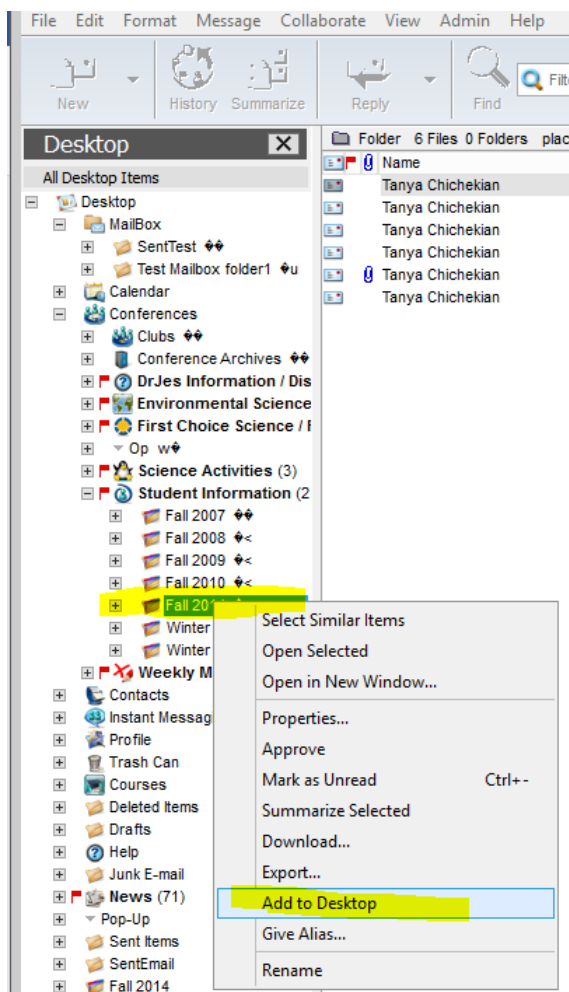 File Edit Format Message Collaborate View Admin Help
New History Summarize Reply Find Filt
Desktop
Folder 6 Files 0 Folders plac
Name
All Desktop Items
Tanya Chichekian
Tanya Chichekian
Tanya Chichekian
Tanya Chichekian
Tanya Chichekian
Tanya Chichekian
Desktop
MailBox
SentTest ��
Test Mailbox folder1 �u
Calendar
Conferences
Clubs ��
Conference Archives ��
DrJes Information / Dis
Environmental Science
First Choice Science / F
Op w�
Science Activities (3)
Student Information (2
Fall 2007 ��
Fall 2008 �<
Fall 2009 �<
Fall 2010 �<
Fall 20
Winter
Winter
Weekly M
Contacts
Instant Messag
Profile
Trash Can
Courses
Deleted Items
Drafts
Help
Junk E-mail
News (71)
Pop-Up
Sent Items
SentEmail
Fall 2014
Select Similar Items
Open Selected
Open in New Window...
Properties...
Approve
Mark as Unread Ctrl+-
Summarize Selected
Download...
Export...
Add to Desktop
Give Alias...
Rename